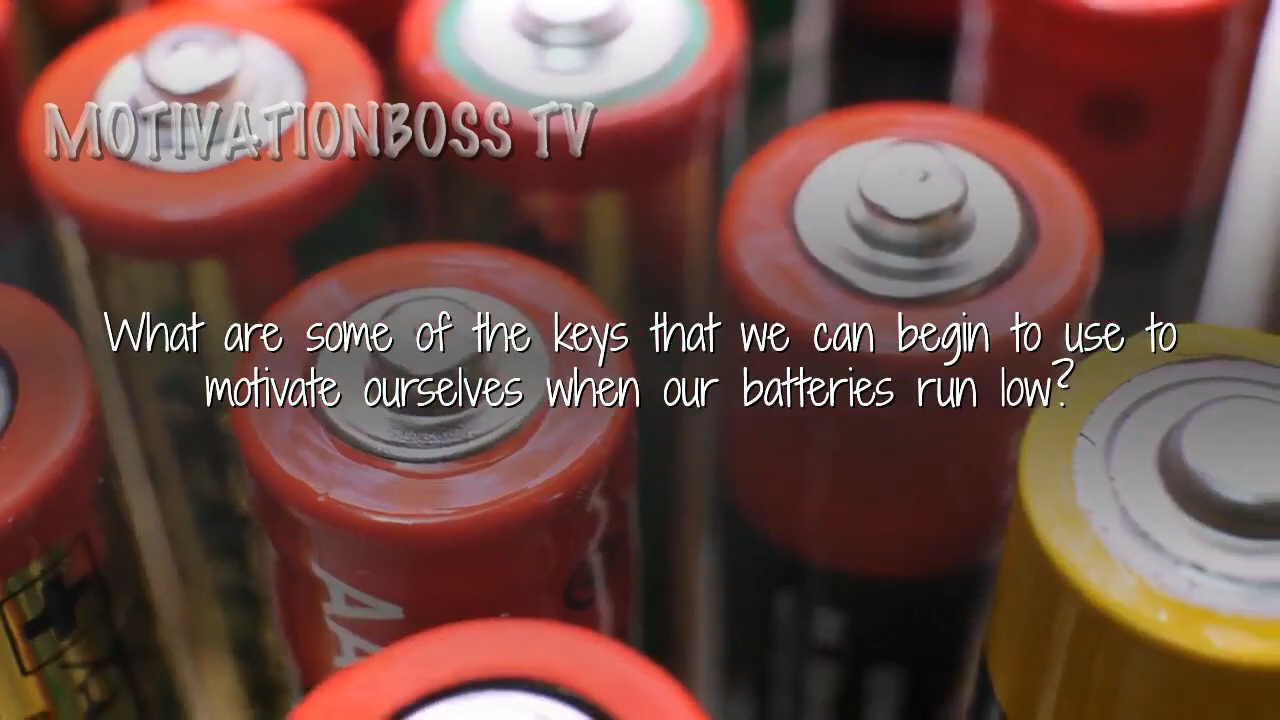 MOTIVATIONBOSS TV
What are some of the keys that we can begin to use to
motivate ourselves when our batteries run low?
AA